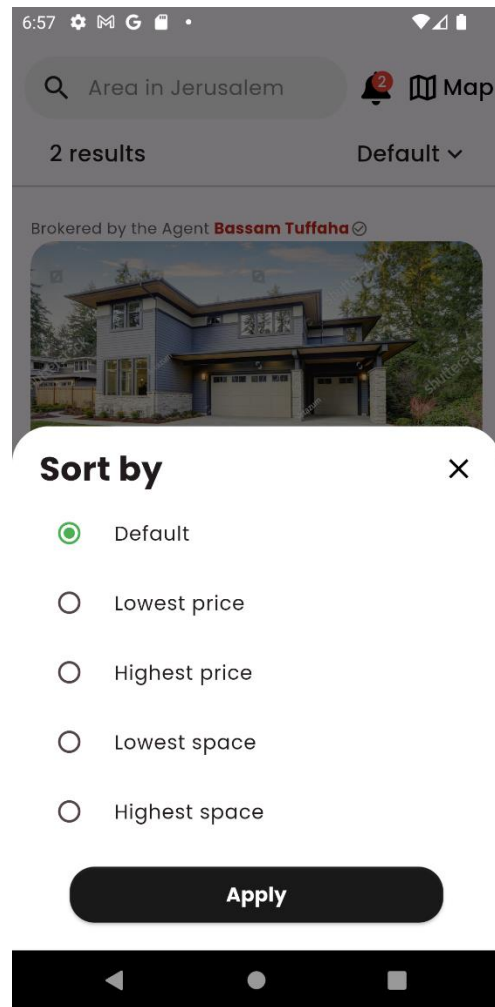 6:57
Area in Jerusalem
2
Map
2 results
Default
Brokered by the Agent Bassam Tuffaha
Sort by
Default
Lowest price
Highest price
Lowest space
Highest space
Apply